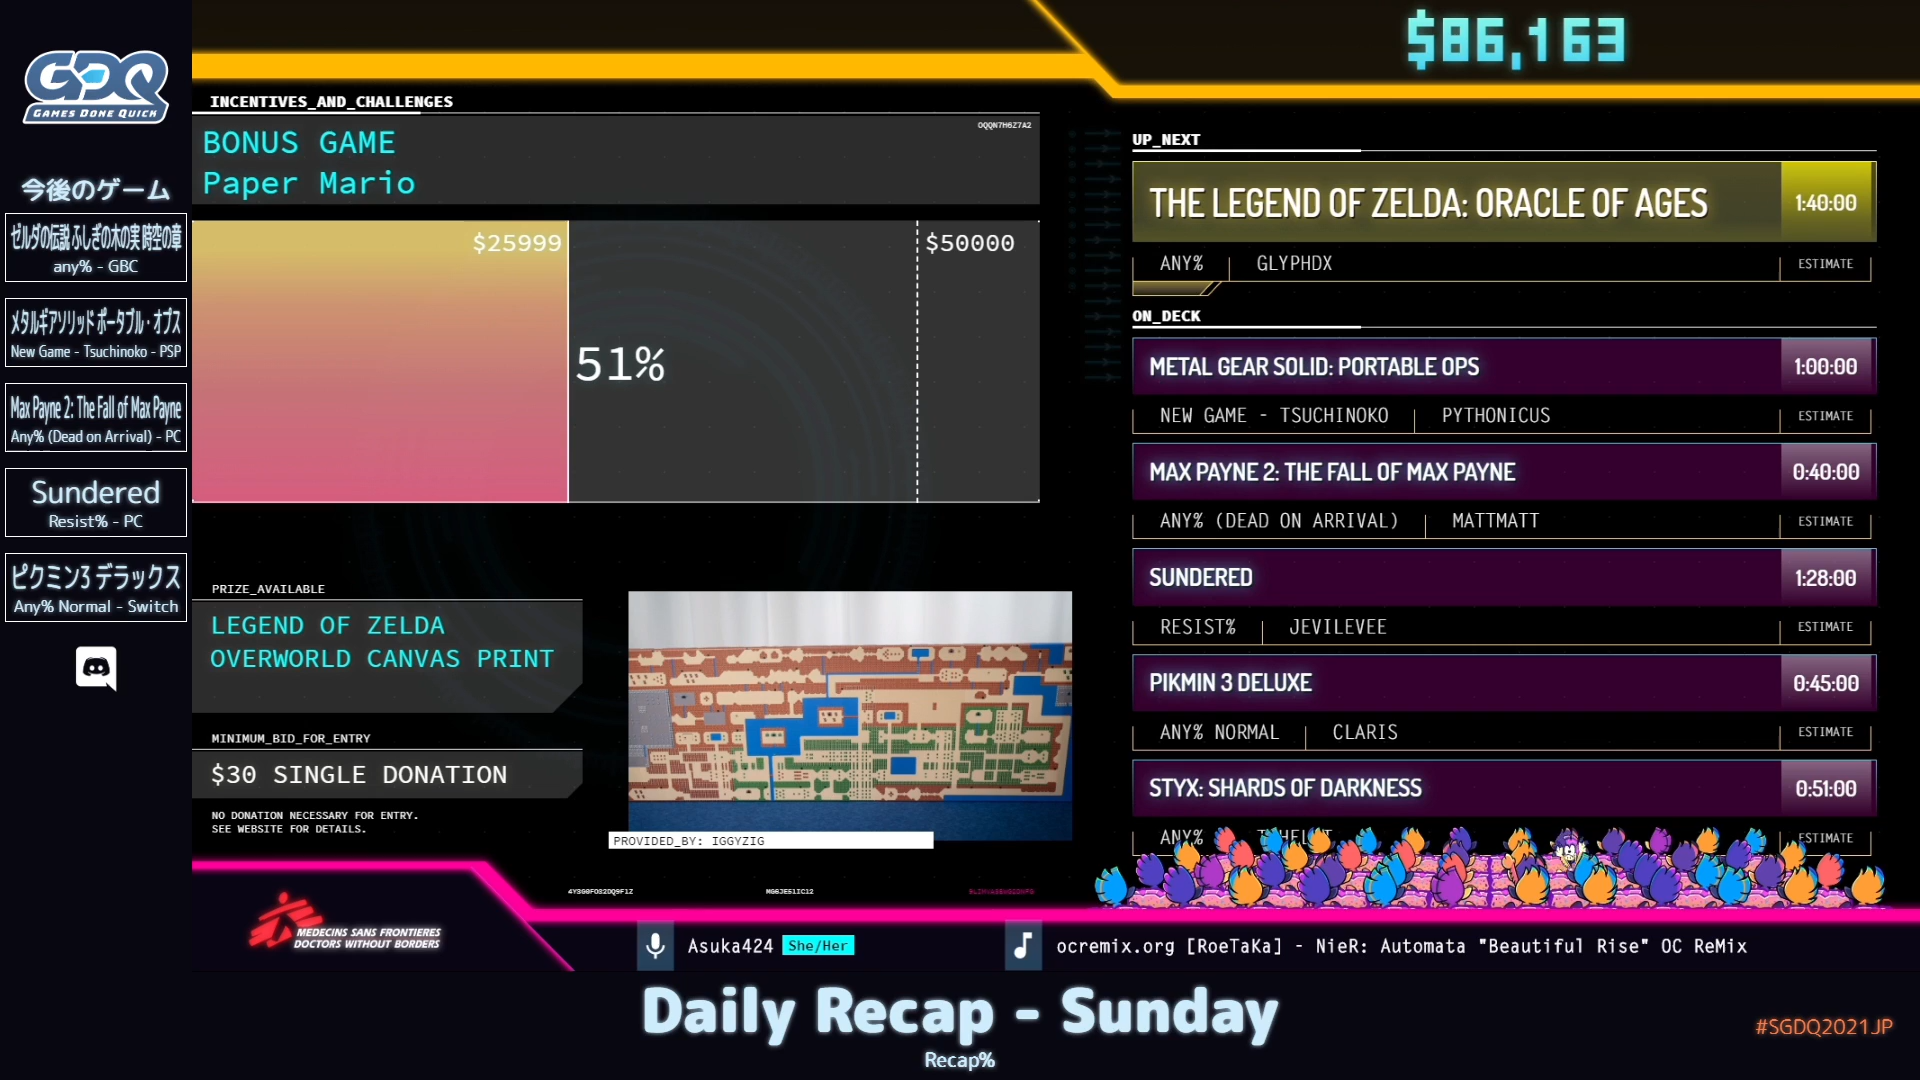 GDQ
GAMES DONE QUICK
今後のゲーム
ゼルダの伝説 ふしぎの木の実 時空の章
any% - GBC
メタルギアソリッド ポータブル・オプス
New Game - Tsuchinoko - PSP
Max Payne 2: The Fall of Max Payne
Any% (Dead on Arrival) - PC
Sundered
Resist% - PC
ピクミン3 デラックス
Any% Normal - Switch
$86,163
INCENTIVES_AND_CHALLENGES
BONUS GAME
Paper Mario
OQQN7H6Z7A2
$25999
$50000
51%
PRIZE_AVAILABLE
LEGEND OF ZELDA
OVERWORLD CANVAS PRINT
MINIMUM_BID_FOR_ENTRY
$30 SINGLE DONATION
NO DONATION NECESSARY FOR ENTRY.
SEE WEBSITE FOR DETAILS.
PROVIDED_BY: IGGYZIG
UP_NEXT
THE LEGEND OF ZELDA: ORACLE OF AGES
1:40:00
ANY% GLYPHDX
ESTIMATE
ON_DECK
METAL GEAR SOLID: PORTABLE OPS
1:00:00
NEW GAME - TSUCHINOKO PYTHONICUS
ESTIMATE
MAX PAYNE 2: THE FALL OF MAX PAYNE
0:40:00
ANY% (DEAD ON ARRIVAL) MATTMATT
ESTIMATE
SUNDERED
1:28:00
RESIST% JEVILEVEE
ESTIMATE
PIKMIN 3 DELUXE
0:45:00
ANY% NORMAL CLARIS
ESTIMATE
STYX: SHARDS OF DARKNESS
0:51:00
ANY%
ESTIMATE
MG6JE51IC12
MEDECINS SANS FRONTIERES
DOCTORS WITHOUT BORDERS
Asuka424 She/Her
ocremix.org [RoeTaKa] - NieR: Automata "Beautiful Rise" OC ReMix
Daily Recap - Sunday
Recap%
#SGDQ2021JP